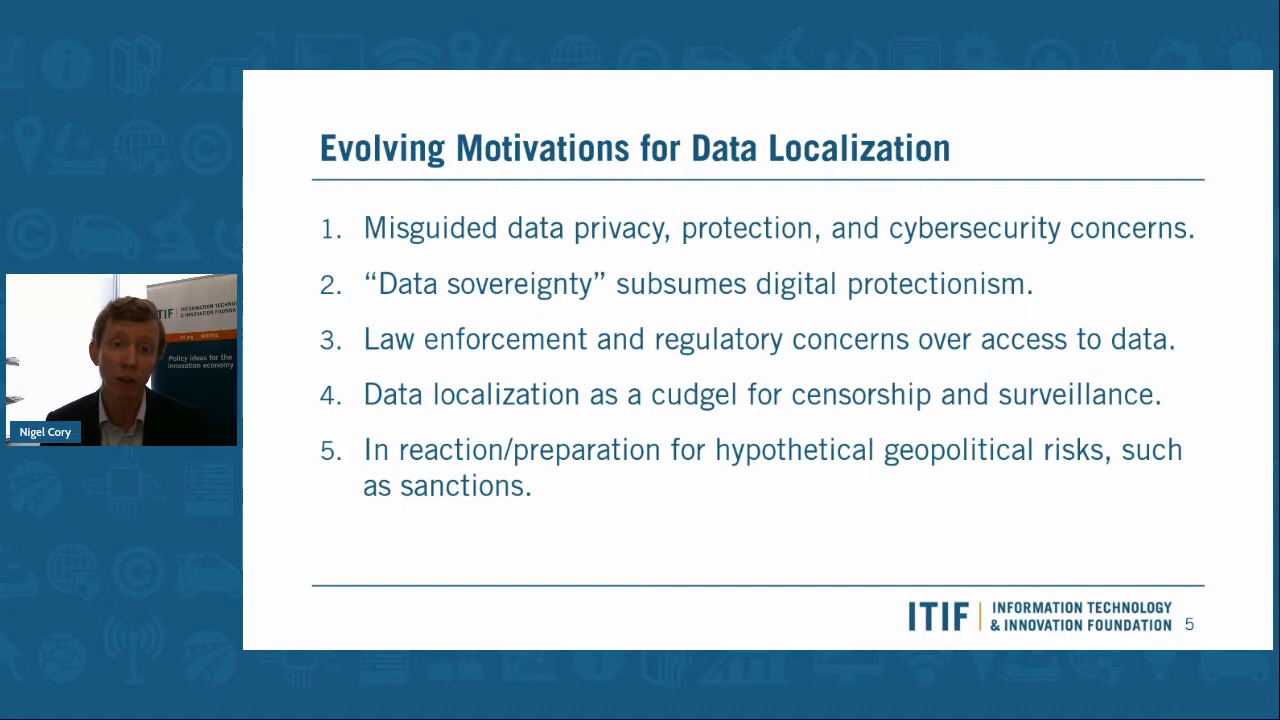 Evolving Motivations for Data Localization
1. Misguided data privacy, protection, and cybersecurity concerns.
2. “Data sovereignty” subsumes digital protectionism.
3. Law enforcement and regulatory concerns over access to data.
4. Data localization as a cudgel for censorship and surveillance.
5. In reaction/preparation for hypothetical geopolitical risks, such
as sanctions.
ITIF | INFORMATION TECHNOLOGY
& INNOVATION FOUNDATION 5
INFORMATION
& INNOVATION
Policy ideas for the
innovation economy
Nigel Cory